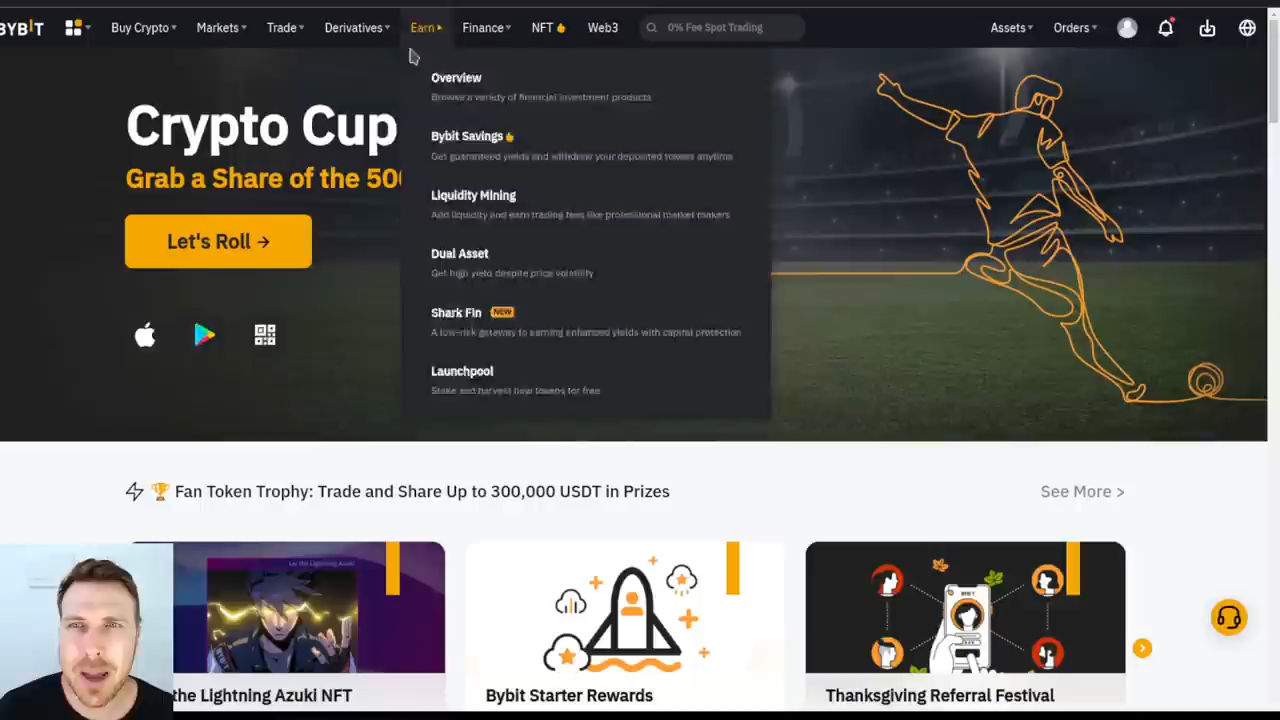 BYBIT
Buy Crypto Markets Trade Derivatives Earn Finance NFT Web3 0% Fee Spot Trading Assets Orders
Overview
Browse a variety of financial investment products
Crypto Cup
Bybit Savings
Get guaranteed yields and withdraw your deposited tokens anytime
Grab a Share of the 50
Liquidity Mining
Add liquidity and earn trading fees like professional market makers
Let's Roll →
Dual Asset
Get high yield despite price volatility
Shark Fin NEW
A low-risk gateway to earning enhanced yields with capital protection
Launchpool
Stake and harvest new tokens for free
Fan Token Trophy: Trade and Share Up to 300,000 USDT in Prizes
See More >
the Lightning Azuki NFT
Bybit Starter Rewards
Thanksgiving Referral Festival